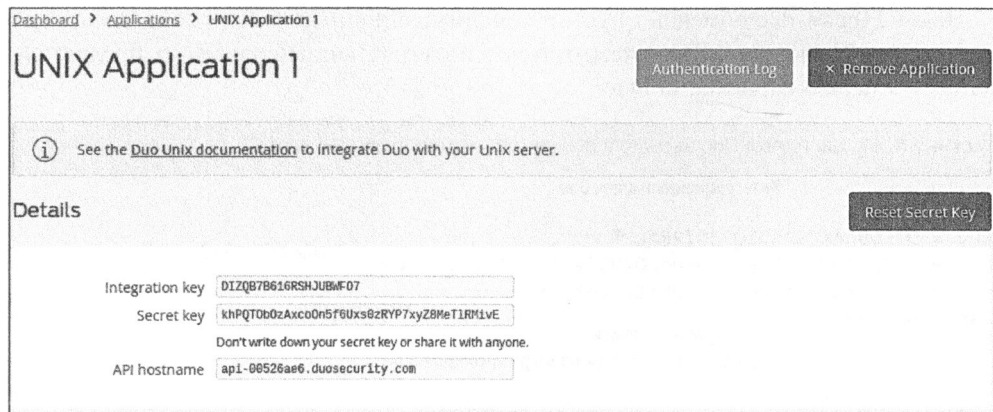 Dashboard > Applications > UNIX Application 1
UNIX Application 1
Authentication Log
× Remove Application
See the Duo Unix documentation to integrate Duo with your Unix server.
Details
Reset Secret Key
Integration key DIZQB7B616RSHJUBWFO7
Secret key khPQTObOzAxcoOn5f6Uxs0zRYP7xyZ8MeTlRMivE
Don't write down your secret key or share it with anyone.
API hostname api-00526ae6.duosecurity.com